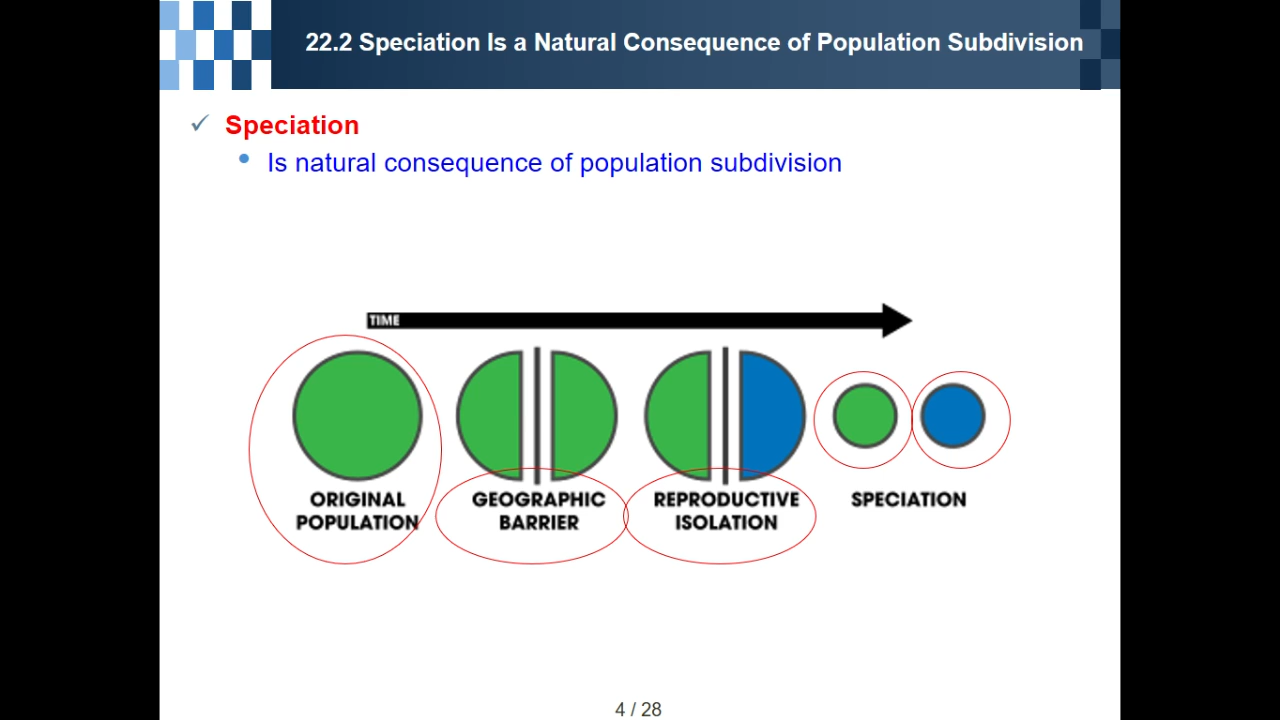 22.2 Speciation Is a Natural Consequence of Population Subdivision
Speciation
Is natural consequence of population subdivision
TIME
ORIGINAL
POPULATION
GEOGRAPHIC
BARRIER
REPRODUCTIVE
ISOLATION
SPECIATION
4 / 28